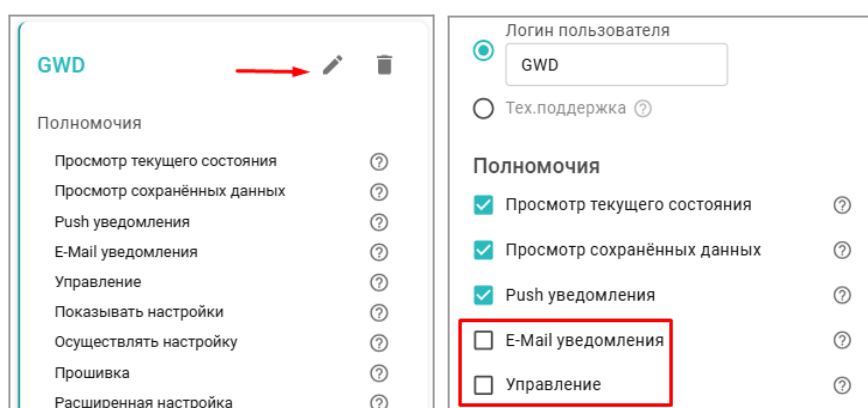 GWD
Полномочия
Просмотр текущего состояния
Просмотр сохранённых данных
Push уведомления
E-Mail уведомления
Управление
Показывать настройки
Осуществлять настройку
Прошивка
Расширенная настройка
Логин пользователя
GWD
Тех.поддержка
Полномочия
Просмотр текущего состояния
Просмотр сохранённых данных
Push уведомления
E-Mail уведомления
Управление